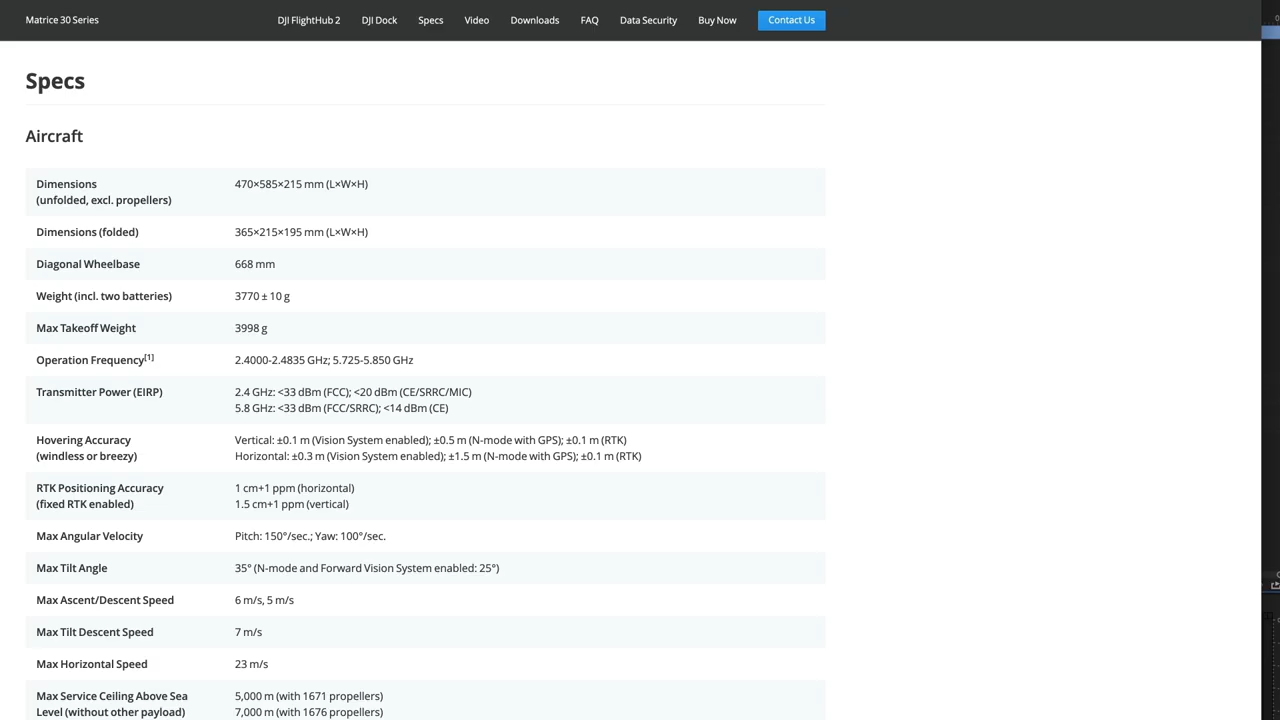 Matrice 30 Series DJI FlightHub 2 DJI Dock Specs Video Downloads FAQ Data Security Buy Now Contact Us
Specs
Aircraft
Dimensions 470×585×215 mm (L×W×H)
(unfolded, excl. propellers)
Dimensions (folded) 365×215×195 mm (L×W×H)
Diagonal Wheelbase 668 mm
Weight (incl. two batteries) 3770 ± 10 g
Max Takeoff Weight 3998 g
Operation Frequency[1] 2.4000-2.4835 GHz; 5.725-5.850 GHz
Transmitter Power (EIRP) 2.4 GHz: <33 dBm (FCC); <20 dBm (CE/SRRC/MIC)
5.8 GHz: <33 dBm (FCC/SRRC); <14 dBm (CE)
Hovering Accuracy Vertical: ±0.1 m (Vision System enabled); ±0.5 m (N-mode with GPS); ±0.1 m (RTK)
(windless or breezy) Horizontal: ±0.3 m (Vision System enabled); ±1.5 m (N-mode with GPS); ±0.1 m (RTK)
RTK Positioning Accuracy 1 cm+1 ppm (horizontal)
(fixed RTK enabled) 1.5 cm+1 ppm (vertical)
Max Angular Velocity Pitch: 150°/sec.; Yaw: 100°/sec.
Max Tilt Angle 35° (N-mode and Forward Vision System enabled: 25°)
Max Ascent/Descent Speed 6 m/s, 5 m/s
Max Tilt Descent Speed 7 m/s
Max Horizontal Speed 23 m/s
Max Service Ceiling Above Sea 5,000 m (with 1671 propellers)
Level (without other payload) 7,000 m (with 1676 propellers)